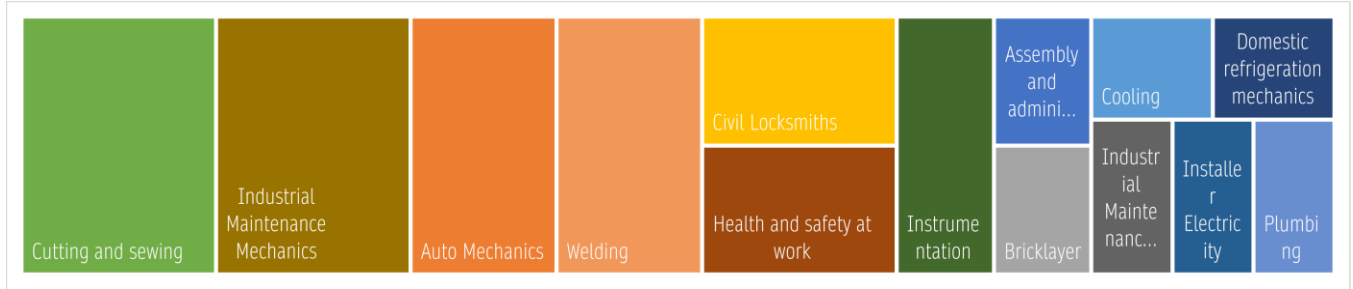 Cutting and sewing
Industrial
Maintenance
Mechanics
Auto Mechanics
Welding
Civil Locksmiths
Health and safety at
work
Instrume
ntation
Assembly
and
admini...
Bricklayer
Cooling
Domestic
refrigeration
mechanics
Industr
ial
Mainte
nanc...
Installe
r
Electric
ity
Plumbi
ng